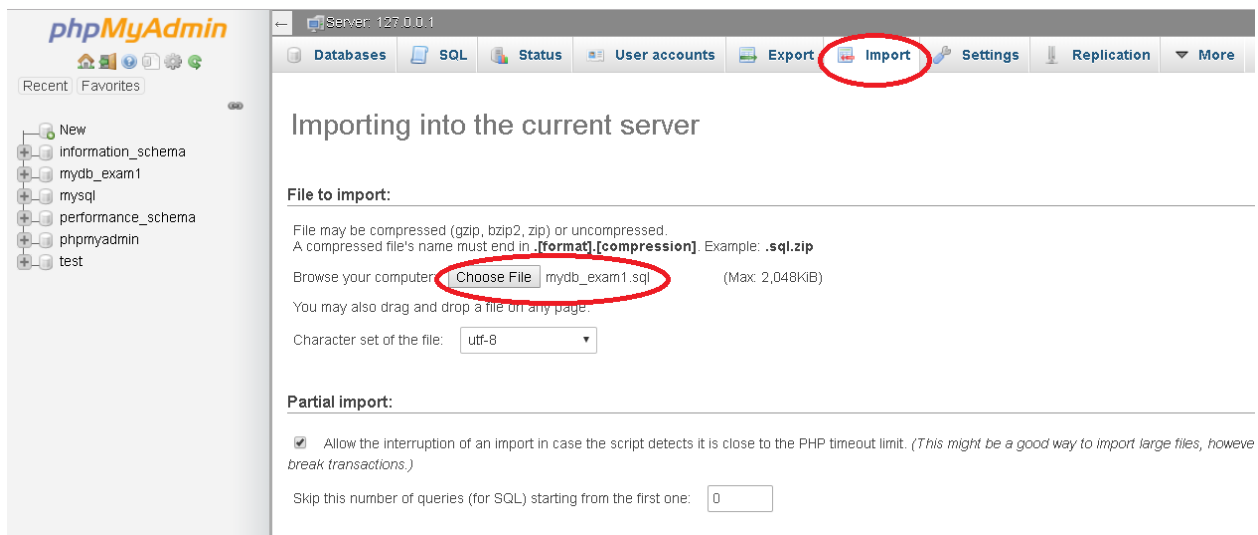 phpMyAdmin
Recent Favorites
New
information_schema
mydb_exam1
mysql
performance_schema
phpmyadmin
test
← Server: 127.0.0.1
Databases SQL Status User accounts Export Import Settings Replication More
Importing into the current server
File to import:
File may be compressed (gzip, bzip2, zip) or uncompressed.
A compressed file's name must end in .[format].[compression]. Example: .sql.zip
Browse your computer: Choose File mydb_exam1.sql (Max: 2,048KiB)
You may also drag and drop a file on any page.
Character set of the file: utf-8
Partial import:
Allow the interruption of an import in case the script detects it is close to the PHP timeout limit. (This might be a good way to import large files, howeve
break transactions.)
Skip this number of queries (for SQL) starting from the first one: 0